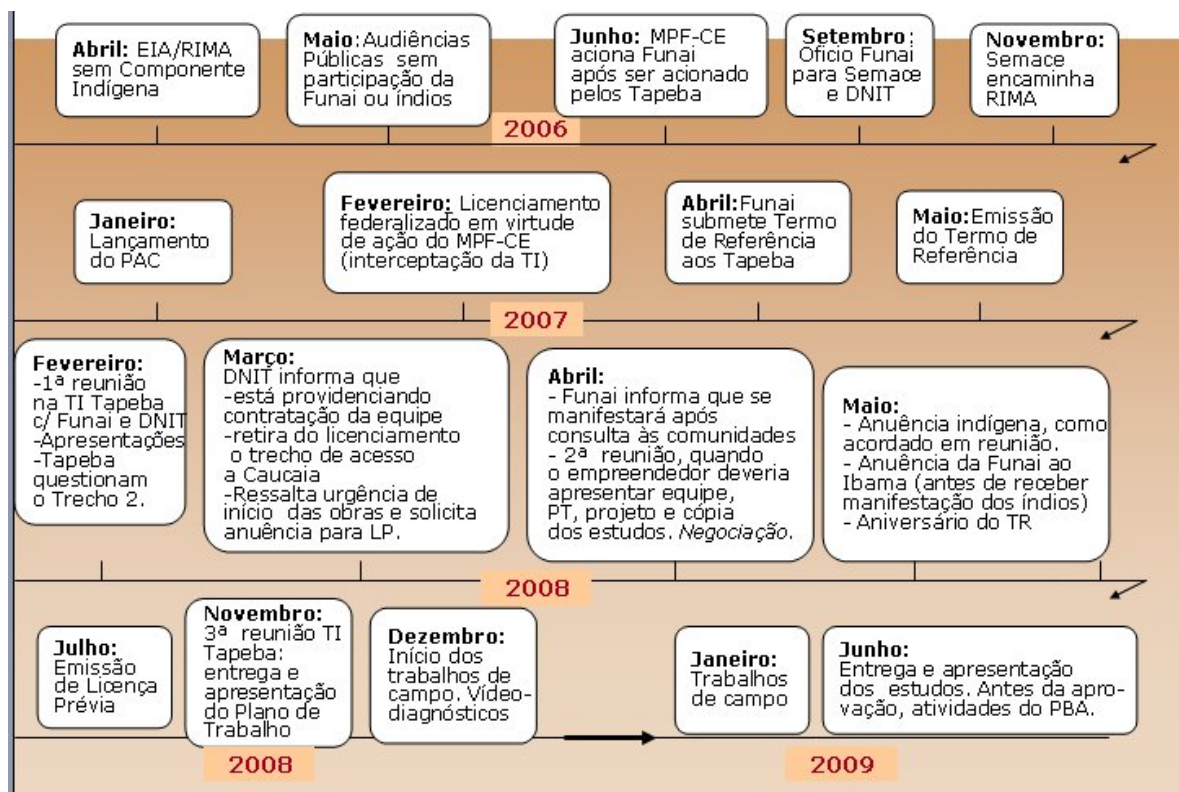 Abril: EIA/RIMA
sem Componente
Indígena
Maio:Audiências
Públicas sem
participação da
Funai ou índios
Junho: MPF-CE
aciona Funai
após ser acionado
pelos Tapeba
Setembro :
Oficio Funai
para Semace
e DNIT
Novembro:
Semace
encaminha
RIMA
2006
Janeiro:
Lançamento
do PAC
Fevereiro: Licenciamento
federalizado em virtude
de ação do MPF-CE
(interceptação da TI)
Abril:Funai
submete Termo
de Referência
aos Tapeba
Maio:Emissão
do Termo de
Referência
2007
Fevereiro:
-1ª reunião
na TI Tapeba
c/ Funai e DNIT
-Apresentações
-Tapeba
questionam
o Trecho 2.
Março:
DNIT informa que
-está providenciando
contratação da equipe
-retira do licenciamento
o trecho de acesso
a Caucaia
-Ressalta urgência de
início das obras e solicita
anuência para LP.
Abril:
- Funai informa que se
manifestará após
consulta às comunidades
- 2ª reunião, quando
o empreendedor deveria
apresentar equipe,
PT, projeto e cópia
dos estudos. Negociação.
Maio:
- Anuência indígena, como
acordado em reunião.
- Anuência da Funai ao
Ibama (antes de receber
manifestação dos índios)
- Aniversário do TR
2008
Julho:
Emissão
de Licença
Prévia
Novembro:
3ª reunião TI
Tapeba:
entrega e
apresentação
do Plano de
Trabalho
Dezembro:
Início dos
trabalhos de
campo. Vídeo-
diagnósticos
Janeiro:
Trabalhos
de campo
Junho:
Entrega e apresentação
dos estudos. Antes da apro-
vação, atividades do PBA.
2008
2009